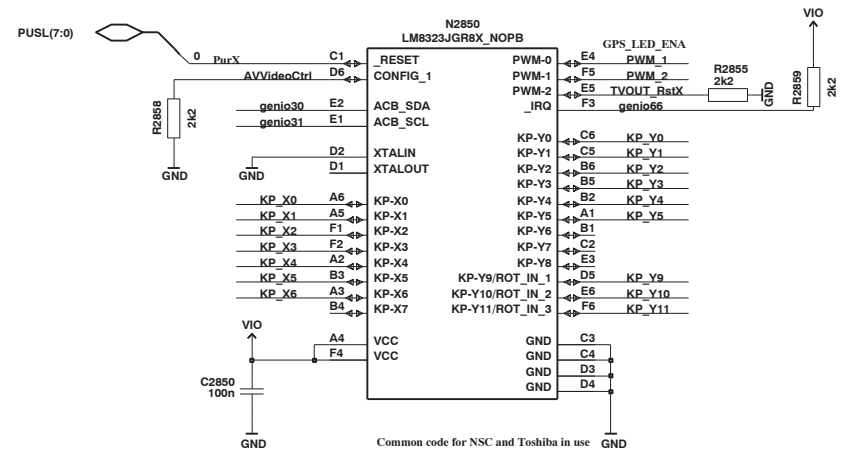 N2850
LM8323JGR8X_NOPB
VIO
PUSL(7:0)
GPS_LED_ENA
0 PurX C1 _RESET PWM-0 E4 PWM_1
AVVideoCtrl D6 CONFIG_1 PWM-1 F5 PWM_2
PWM-2 E5 TVOUT_RstX
R2855
2k2
GND
R2859
2k2
R2858
2k2
GND
genio30 E2 ACB_SDA _IRQ F3 genio66
genio31 E1 ACB_SCL
D2 XTALIN
D1 XTALOUT
GND
KP-Y0 C6 KP_Y0
KP-Y1 C5 KP_Y1
KP-Y2 B6 KP_Y2
KP-Y3 B5 KP_Y3
KP_X0 A6 KP-X0 KP-Y4 B2 KP_Y4
KP_X1 A5 KP-X1 KP-Y5 A1 KP_Y5
KP_X2 F1 KP-X2 KP-Y6 B1
KP_X3 F2 KP-X3 KP-Y7 C2
KP_X4 A2 KP-X4 KP-Y8 E3
KP_X5 B3 KP-X5 KP-Y9/ROT_IN_1 D5 KP_Y9
KP_X6 A3 KP-X6 KP-Y10/ROT_IN_2 E6 KP_Y10
B4 KP-X7 KP-Y11/ROT_IN_3 F6 KP_Y11
VIO
A4 VCC GND C3
F4 VCC GND C4
GND D3
GND D4
C2850
100n
GND
Common code for NSC and Toshiba in use
GND